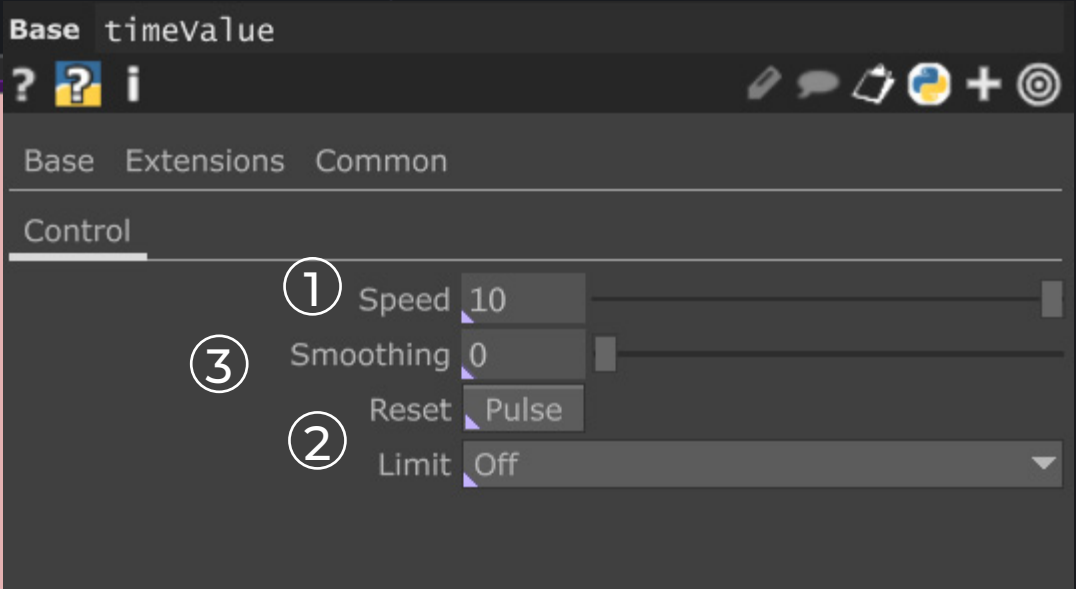 Base timeValue
? ? i
Base Extensions Common
Control
① Speed 10
③ Smoothing 0
Reset Pulse
② Limit Off